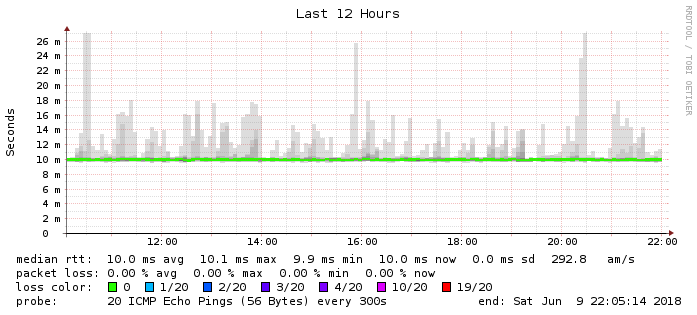 Last 12 Hours
RRDTOOL / TOBI OETIKER
Seconds
26 m
24 m
22 m
20 m
18 m
16 m
14 m
12 m
10 m
8 m
6 m
4 m
2 m
0
12:00 14:00 16:00 18:00 20:00 22:00
median rtt: 10.0 ms avg 10.1 ms max 9.9 ms min 10.0 ms now 0.0 ms sd 292.8 am/s
packet loss: 0.00 % avg 0.00 % max 0.00 % min 0.00 % now
loss color: 0 1/20 2/20 3/20 4/20 10/20 19/20
probe: 20 ICMP Echo Pings (56 Bytes) every 300s end: Sat Jun 9 22:05:14 2018